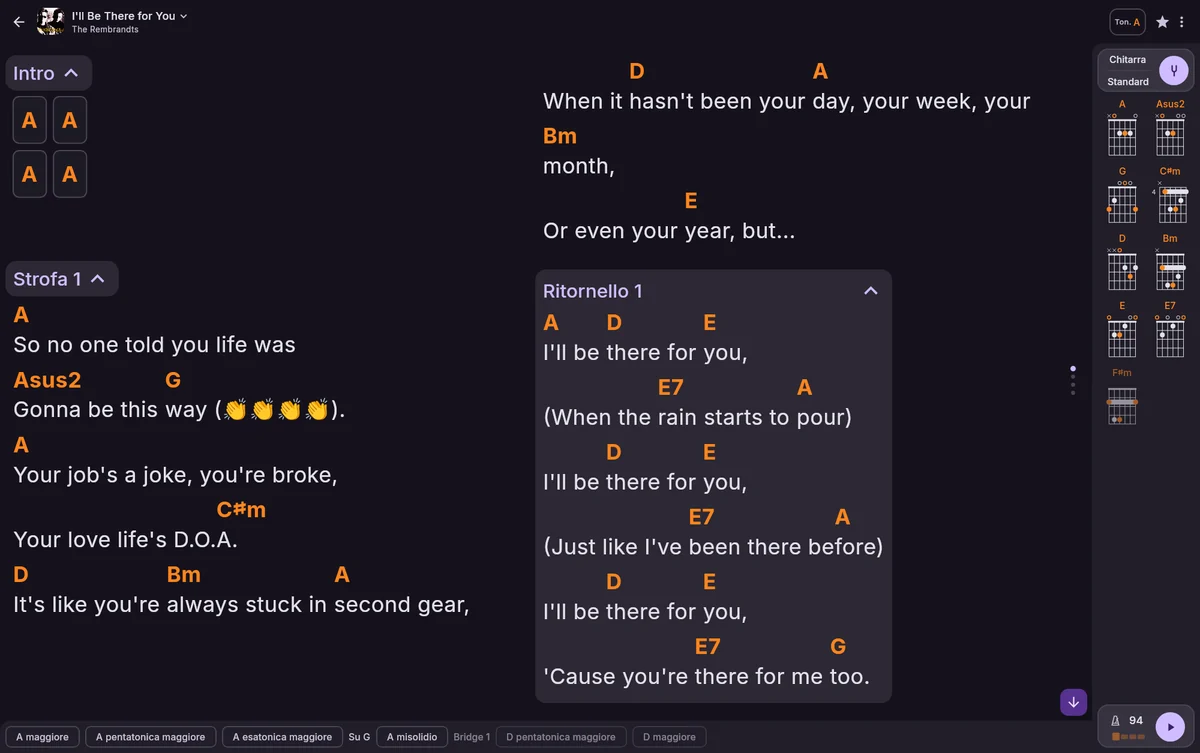 I'll Be There for You
The Rembrandts
Ton. A
Intro
A A
A A
Strofa 1
A
So no one told you life was
Asus2 G
Gonna be this way (👏👏👏👏).
A
Your job's a joke, you're broke,
C#m
Your love life's D.O.A.
D Bm A
It's like you're always stuck in second gear,
D A
When it hasn't been your day, your week, your
Bm
month,
E
Or even your year, but...
Ritornello 1
A D E
I'll be there for you,
E7 A
(When the rain starts to pour)
D E
I'll be there for you,
E7 A
(Just like I've been there before)
D E
I'll be there for you,
E7 G
'Cause you're there for me too.
Chitarra
Standard
A Asus2
G C#m
4
D Bm
E E7
F#m
94
A maggiore A pentatonica maggiore A esatonica maggiore Su G A misolidio Bridge 1 D pentatonica maggiore D maggiore